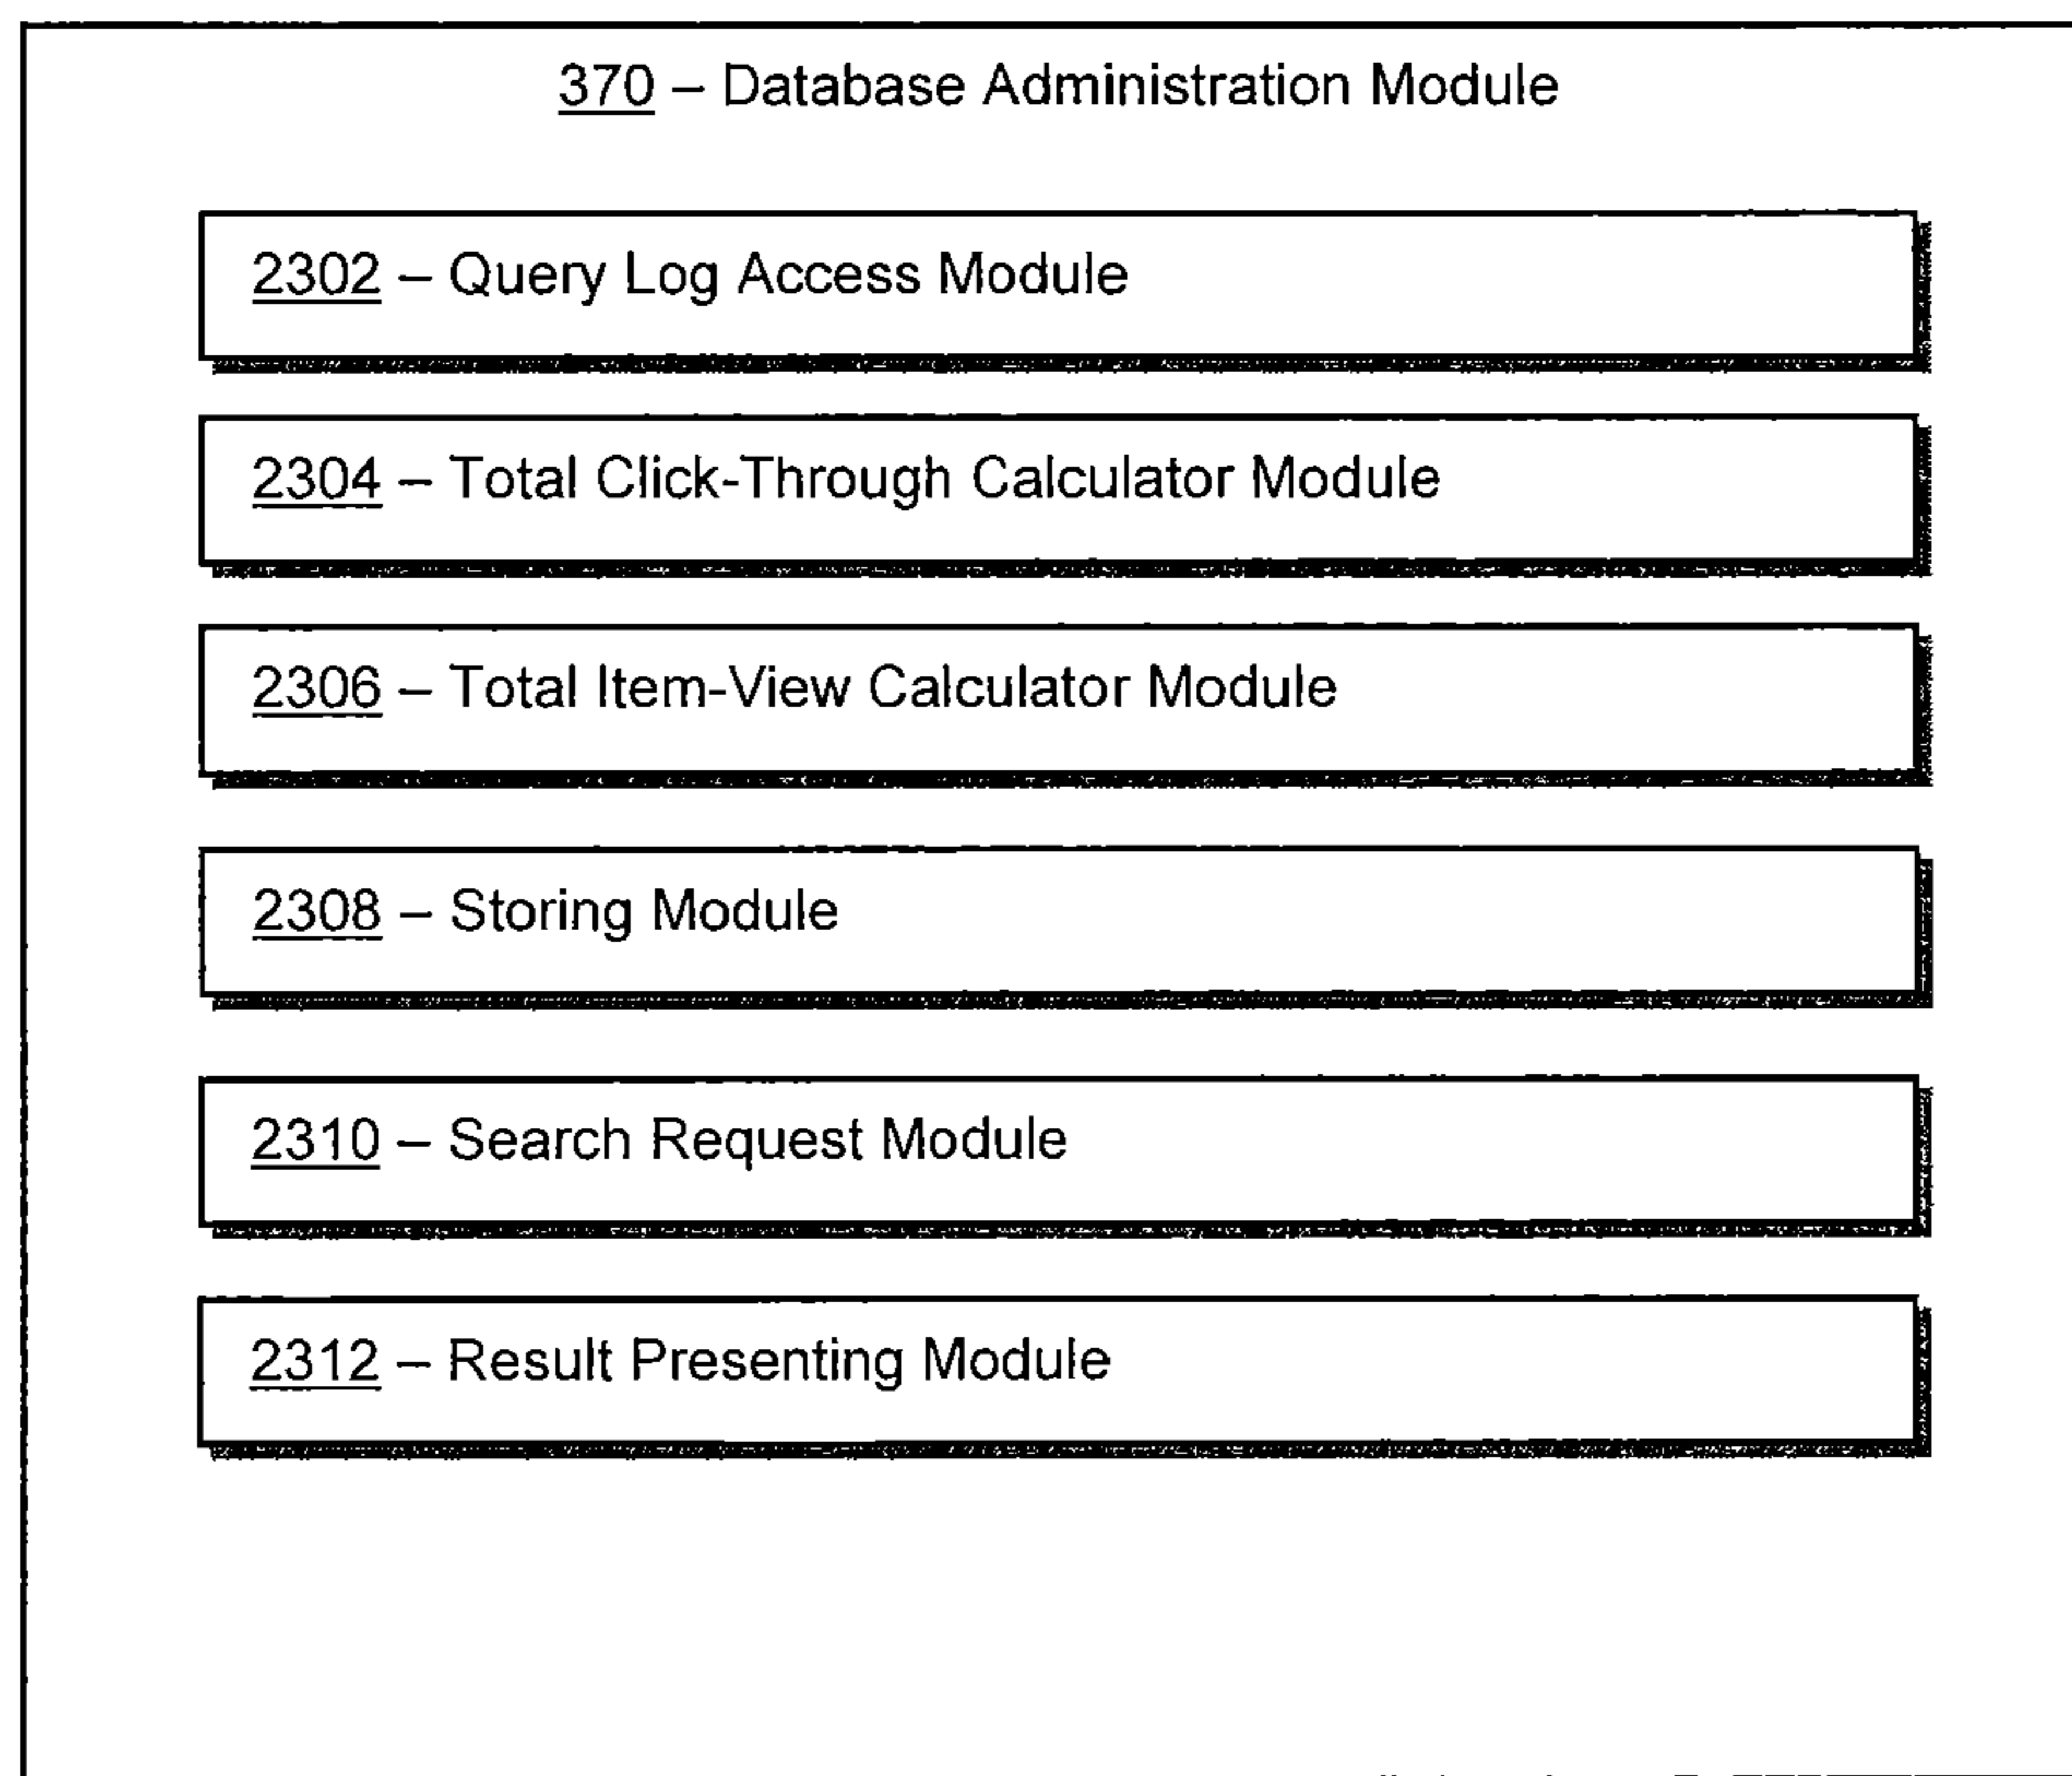 370 – Database Administration Module
2302 – Query Log Access Module
2304 – Total Click-Through Calculator Module
2306 – Total Item-View Calculator Module
2308 – Storing Module
2310 – Search Request Module
2312 – Result Presenting Module